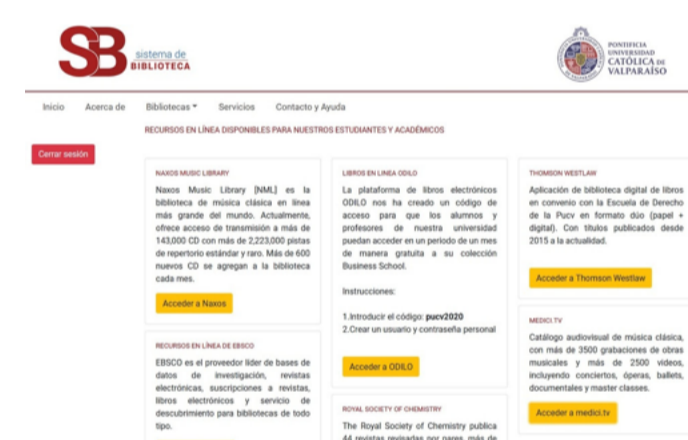 SB sistema de
BIBLIOTECA
PONTIFICIA
UNIVERSIDAD
CATÓLICA DE
VALPARAÍSO
Inicio Acerca de Bibliotecas Servicios Contacto y Ayuda
RECURSOS EN LÍNEA DISPONIBLES PARA NUESTROS ESTUDIANTES Y ACADÉMICOS
Cerrar sesión
NAXOS MUSIC LIBRARY
Naxos Music Library [NML] es la
biblioteca de música clásica en línea
más grande del mundo. Actualmente,
ofrece acceso de transmisión a más de
143,000 CD con más de 2,223,000 pistas
de repertorio estándar y raro. Más de 600
nuevos CD se agregan a la biblioteca
cada mes.
Acceder a Naxos
RECURSOS EN LÍNEA DE EBSCO
EBSCO es el proveedor líder de bases de
datos de investigación, revistas
electrónicas, suscripciones a revistas,
libros electrónicos y servicio de
descubrimiento para bibliotecas de todo
tipo.
LIBROS EN LINEA ODILO
La plataforma de libros electrónicos
ODILO nos ha creado un código de
acceso para que los alumnos y
profesores de nuestra universidad
puedan acceder en un periodo de un mes
de manera gratuita a su colección
Business School.
Instrucciones:
1.Introducir el código: pucv2020
2.Crear un usuario y contraseña personal
Acceder a ODILO
ROYAL SOCIETY OF CHEMISTRY
The Royal Society of Chemistry publica
44 revistas revisadas por pares, más de
THOMSON WESTLAW
Aplicación de biblioteca digital de libros
en convenio con la Escuela de Derecho
de la Pucv en formato dúo (papel +
digital). Con títulos publicados desde
2015 a la actualidad.
Acceder a Thomson Westlaw
MEDICI.TV
Catálogo audiovisual de música clásica,
con más de 3500 grabaciones de obras
musicales y más de 2500 videos,
incluyendo conciertos, óperas, ballets,
documentales y master classes.
Acceder a medici.tv